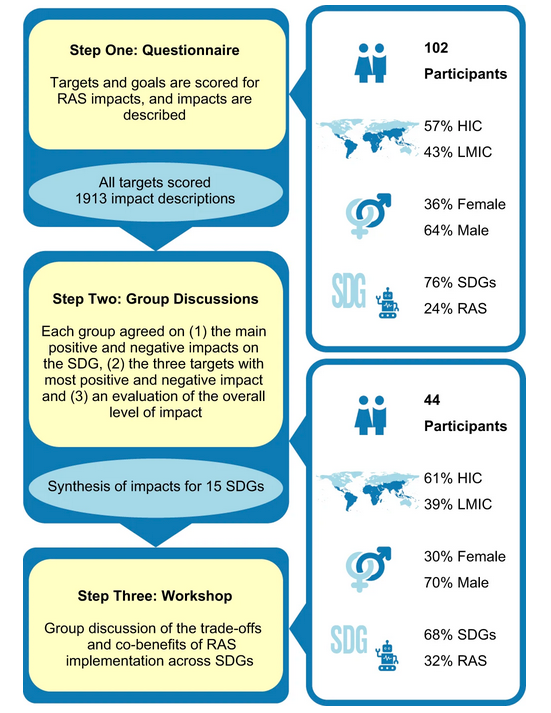 Step One: Questionnaire
Targets and goals are scored for
RAS impacts, and impacts are
described
All targets scored
1913 impact descriptions
102
Participants
57% HIC
43% LMIC
36% Female
64% Male
SDG
76% SDGs
24% RAS
Step Two: Group Discussions
Each group agreed on (1) the main
positive and negative impacts on
the SDG, (2) the three targets with
most positive and negative impact
and (3) an evaluation of the overall
level of impact
Synthesis of impacts for 15 SDGs
44
Participants
61% HIC
39% LMIC
30% Female
70% Male
SDG
68% SDGs
32% RAS
Step Three: Workshop
Group discussion of the trade-offs
and co-benefits of RAS
implementation across SDGs